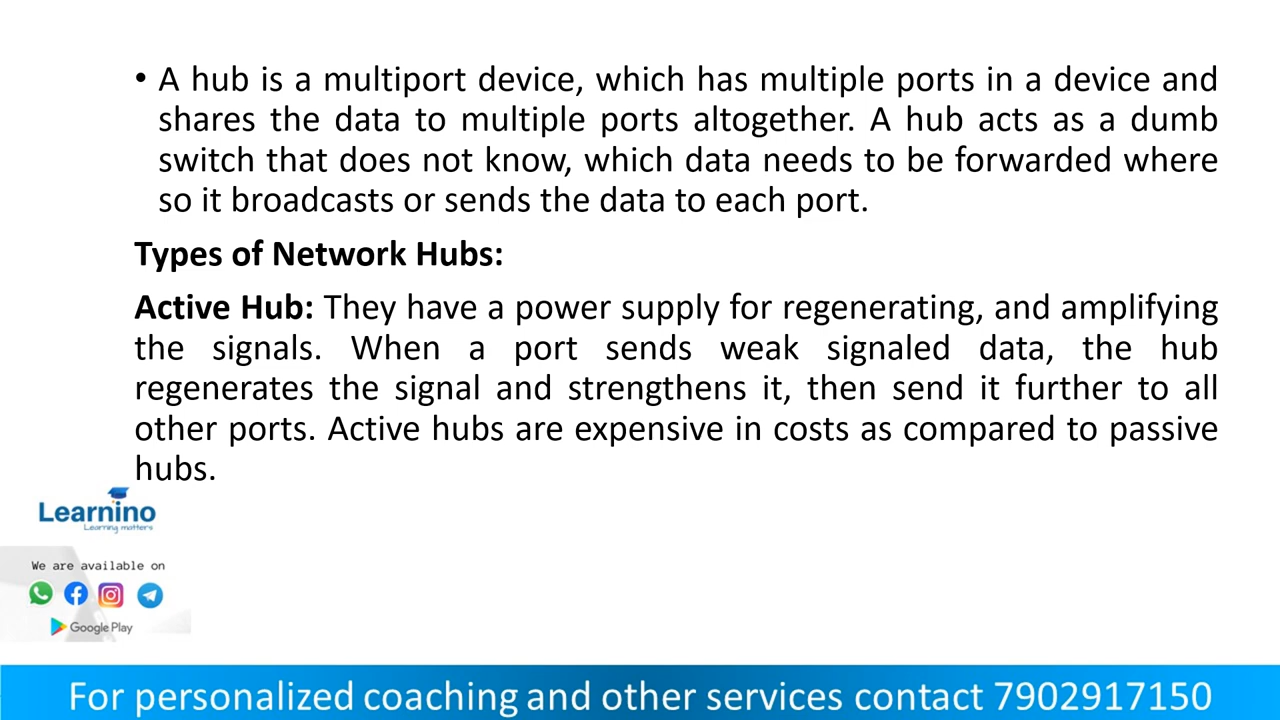 • A hub is a multiport device, which has multiple ports in a device and
shares the data to multiple ports altogether. A hub acts as a dumb
switch that does not know, which data needs to be forwarded where
so it broadcasts or sends the data to each port.
Types of Network Hubs:
Active Hub: They have a power supply for regenerating, and amplifying
the signals. When a port sends weak signaled data, the hub
regenerates the signal and strengthens it, then send it further to all
other ports. Active hubs are expensive in costs as compared to passive
hubs.
Learnino
Learning matters
We are available on
Google Play
For personalized coaching and other services contact 7902917150